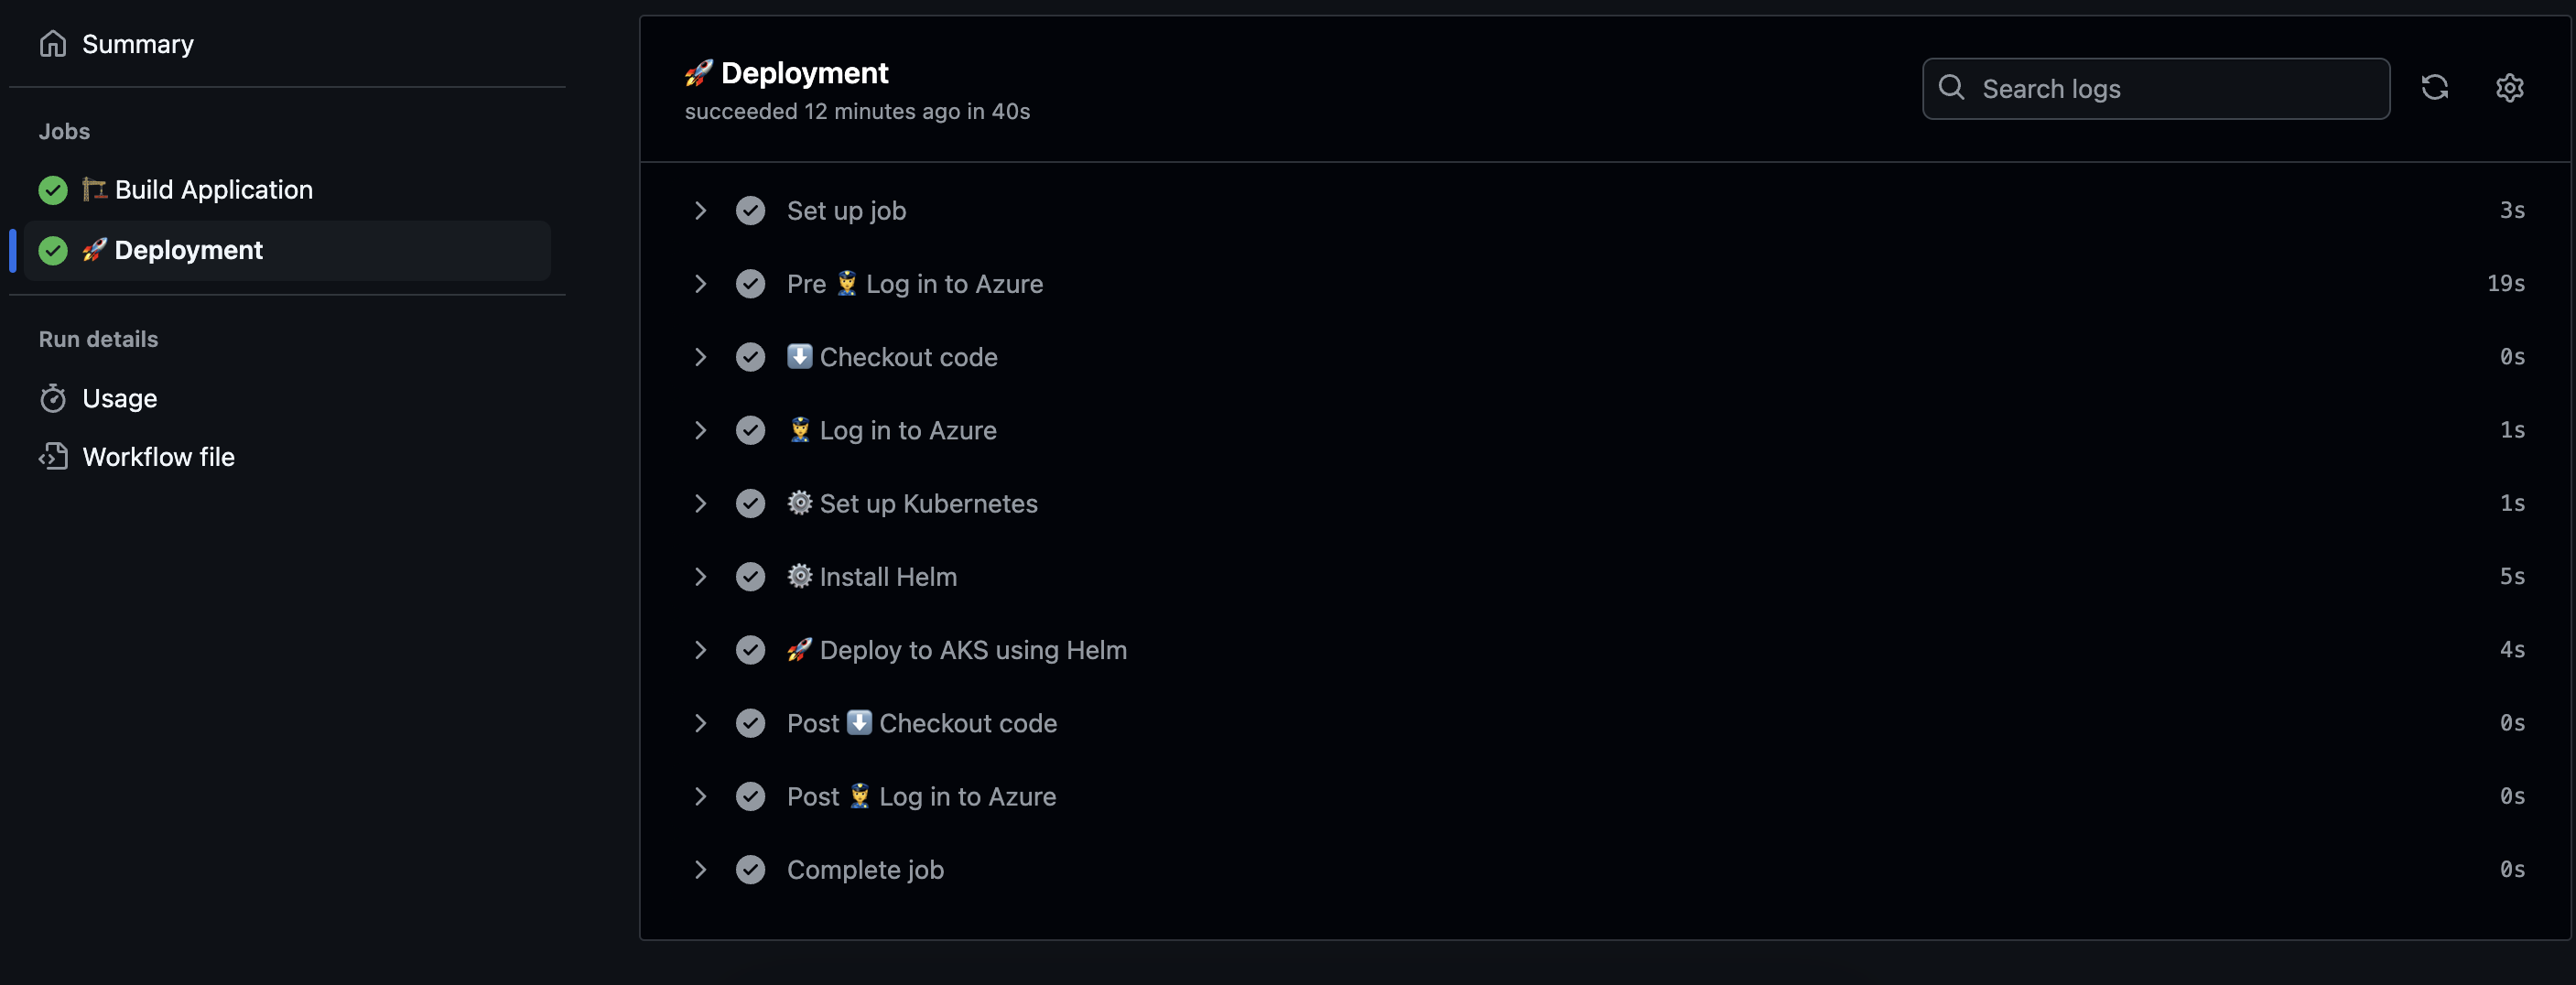 Summary
Jobs
🏗️ Build Application
🚀 Deployment
Run details
Usage
Workflow file
🚀 Deployment
succeeded 12 minutes ago in 40s
Search logs
Set up job 3s
Pre 👮 Log in to Azure 19s
⬇️ Checkout code 0s
👮 Log in to Azure 1s
⚙️ Set up Kubernetes 1s
⚙️ Install Helm 5s
🚀 Deploy to AKS using Helm 4s
Post ⬇️ Checkout code 0s
Post 👮 Log in to Azure 0s
Complete job 0s